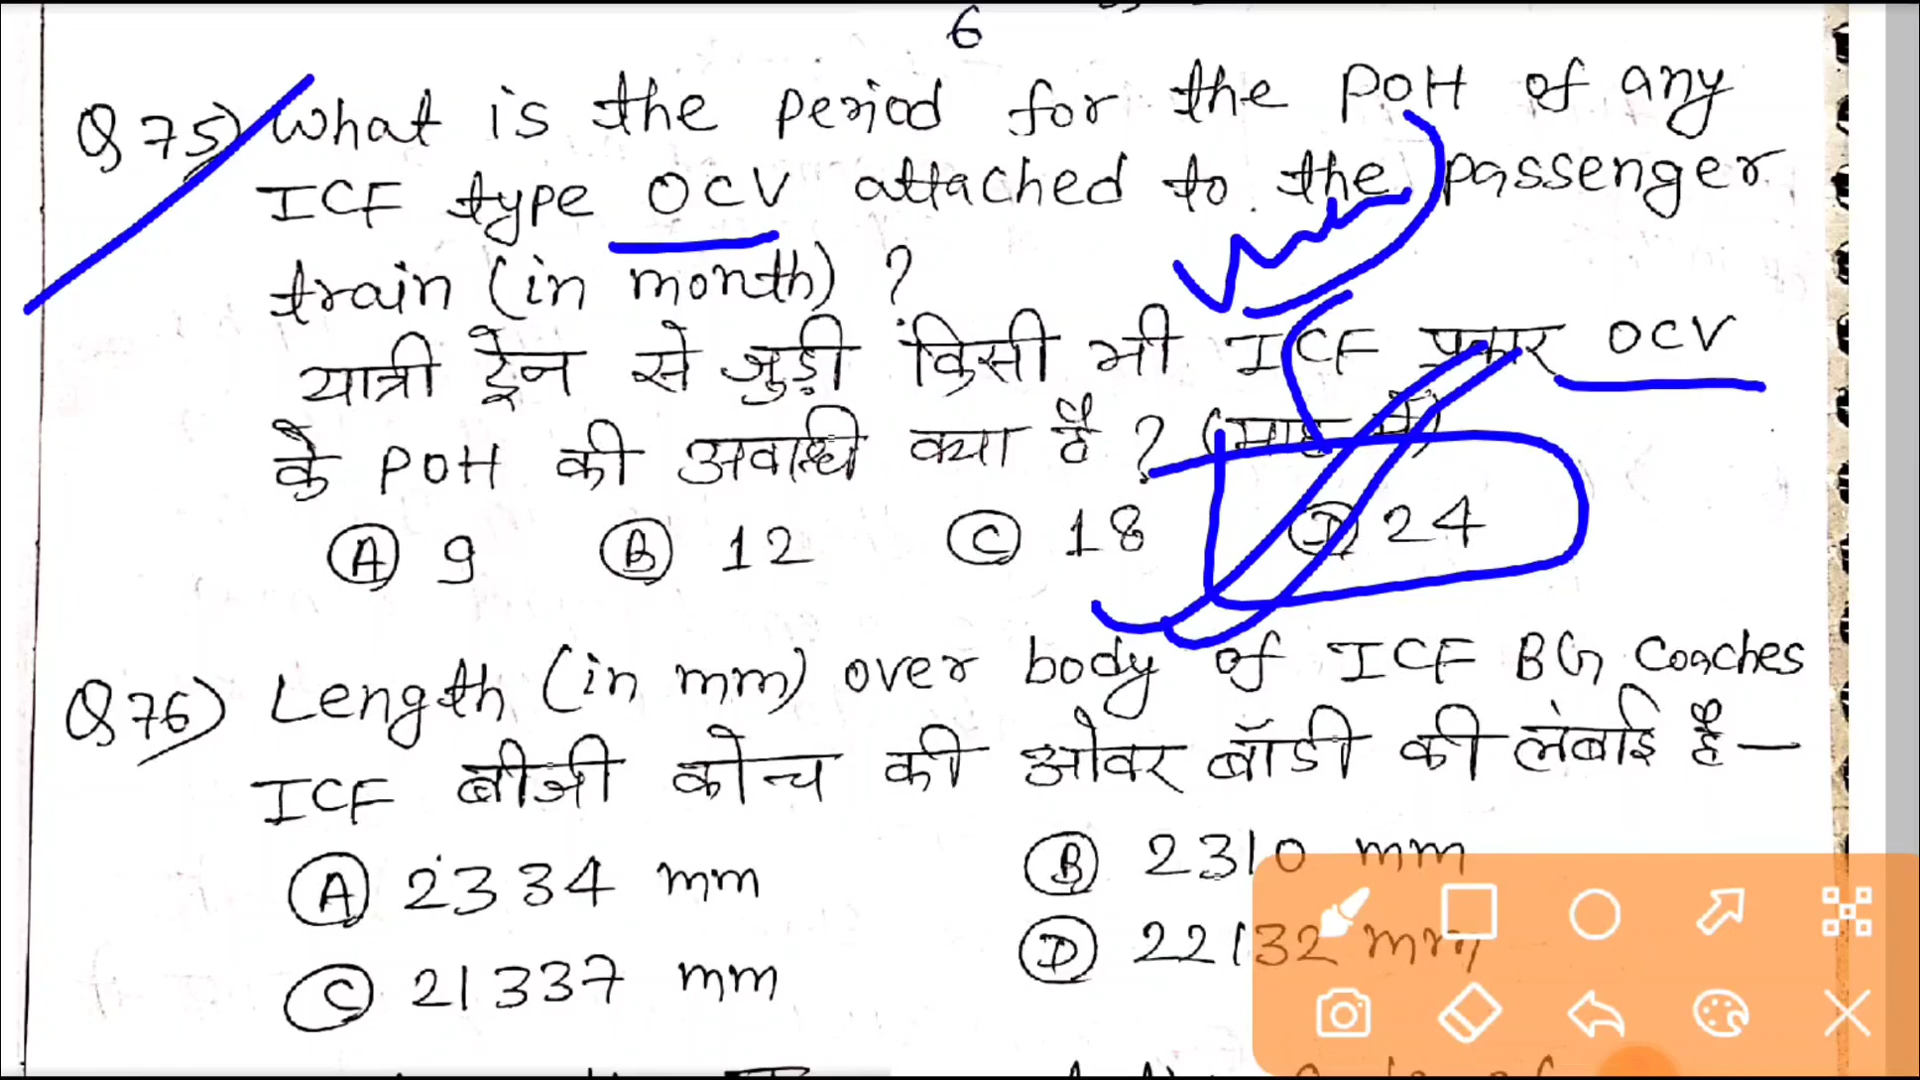 6
Q75) What is the period for the POH of any
ICF type OCV attached to the passenger
train (in month) ?
यात्री ट्रेन से जुड़ी किसी भी ICF प्रकार OCV
के POH की अवधि क्या है ? (माह में)
(A) 9 (B) 12 (C) 18 (D) 24
Q76) Length (in mm) over body of ICF BG Coaches
ICF बीजी कोच की ओवर बॉडी की लंबाई है —
(A) 2334 mm (B) 2310 mm
(C) 21337 mm (D) 22132 mm